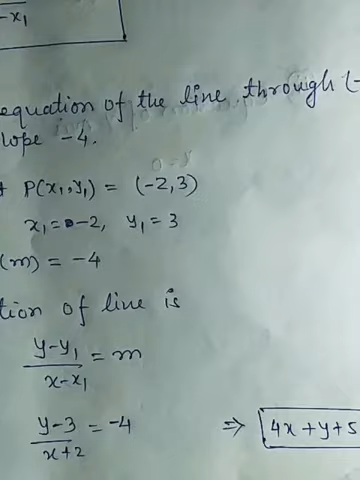 -x₁
equation of the line through (-
lope -4.
P(x₁,y₁) = (-2,3)
x₁=-2, y₁=3
(m) = -4
tion of line is
y-y₁/x-x₁ = m
y-3/x+2 = -4 ⇒ 4x+y+5